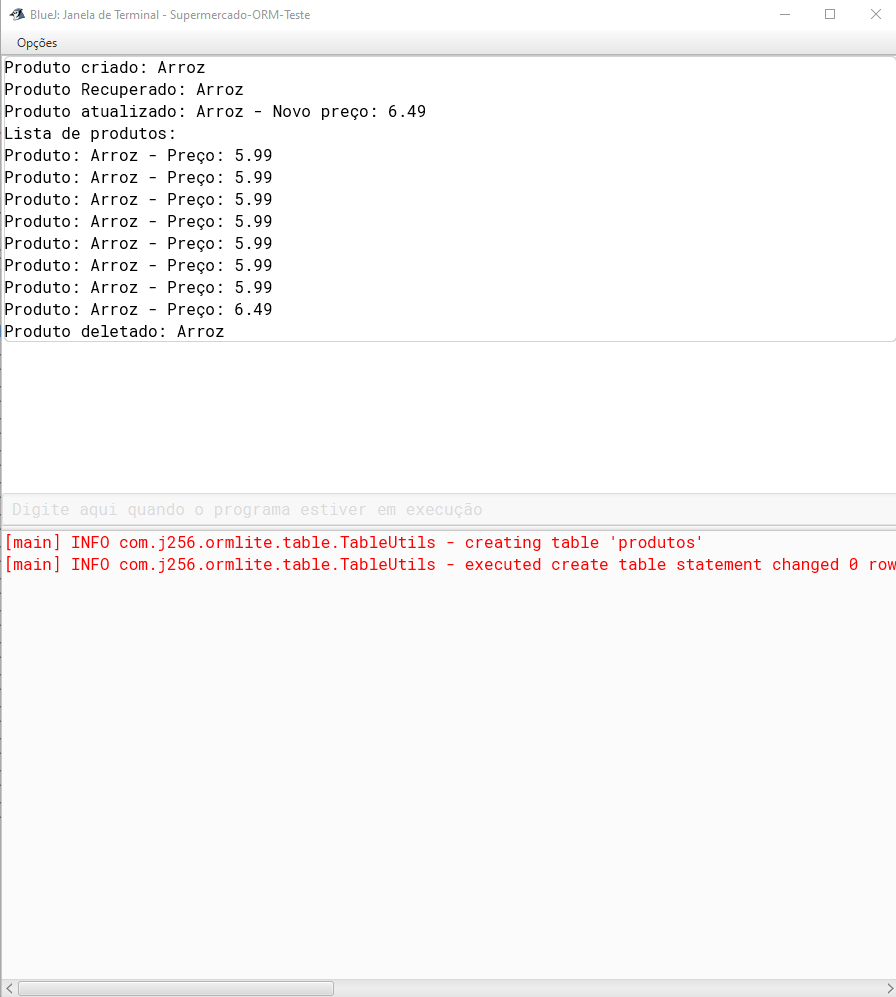 BlueJ: Janela de Terminal - Supermercado-ORM-Teste
Opções
Produto criado: Arroz
Produto Recuperado: Arroz
Produto atualizado: Arroz - Novo preço: 6.49
Lista de produtos:
Produto: Arroz - Preço: 5.99
Produto: Arroz - Preço: 5.99
Produto: Arroz - Preço: 5.99
Produto: Arroz - Preço: 5.99
Produto: Arroz - Preço: 5.99
Produto: Arroz - Preço: 5.99
Produto: Arroz - Preço: 5.99
Produto: Arroz - Preço: 6.49
Produto deletado: Arroz
Digite aqui quando o programa estiver em execução
[main] INFO com.j256.ormlite.table.TableUtils - creating table 'produtos'
[main] INFO com.j256.ormlite.table.TableUtils - executed create table statement changed 0 row